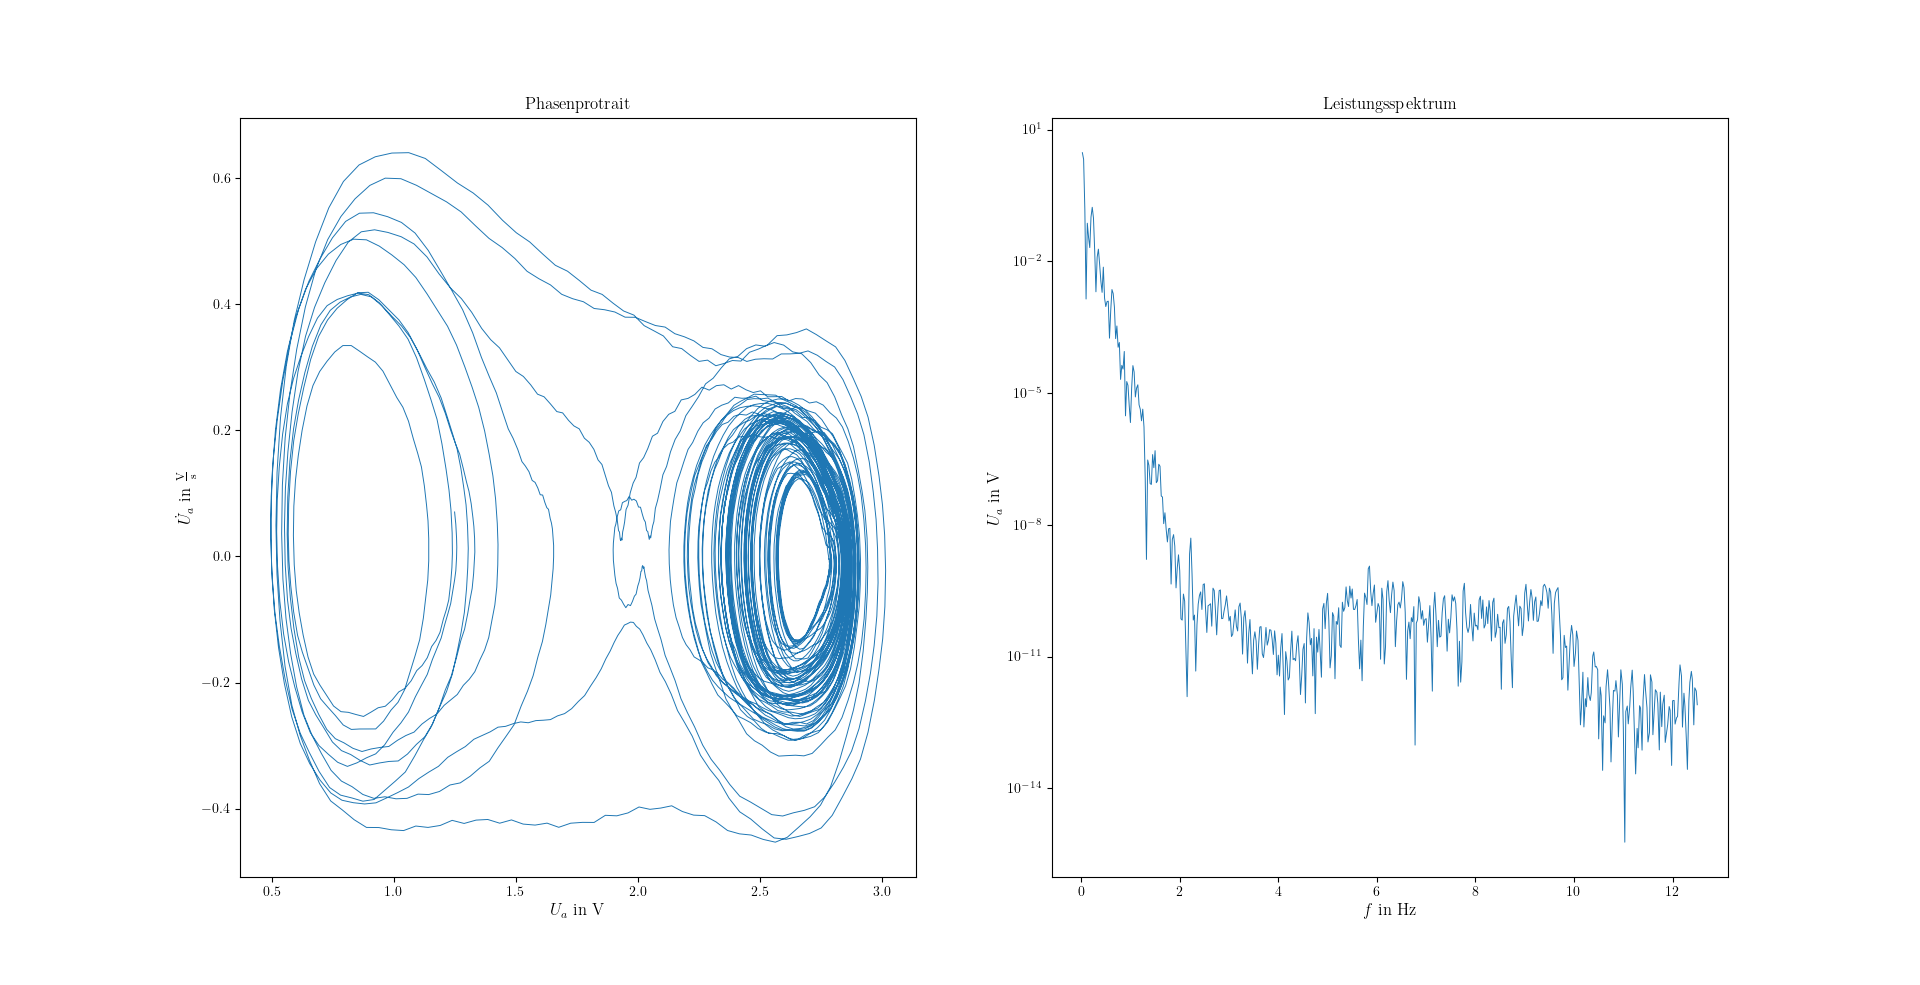 Phasenprotrait
0.6
0.4
0.2
0.0
−0.2
−0.4
U̇ₐ in V/s
0.5 1.0 1.5 2.0 2.5 3.0
Uₐ in V
Leistungsspektrum
10¹
10⁻²
10⁻⁵
10⁻⁸
10⁻¹¹
10⁻¹⁴
Uₐ in V
0 2 4 6 8 10 12
f in Hz